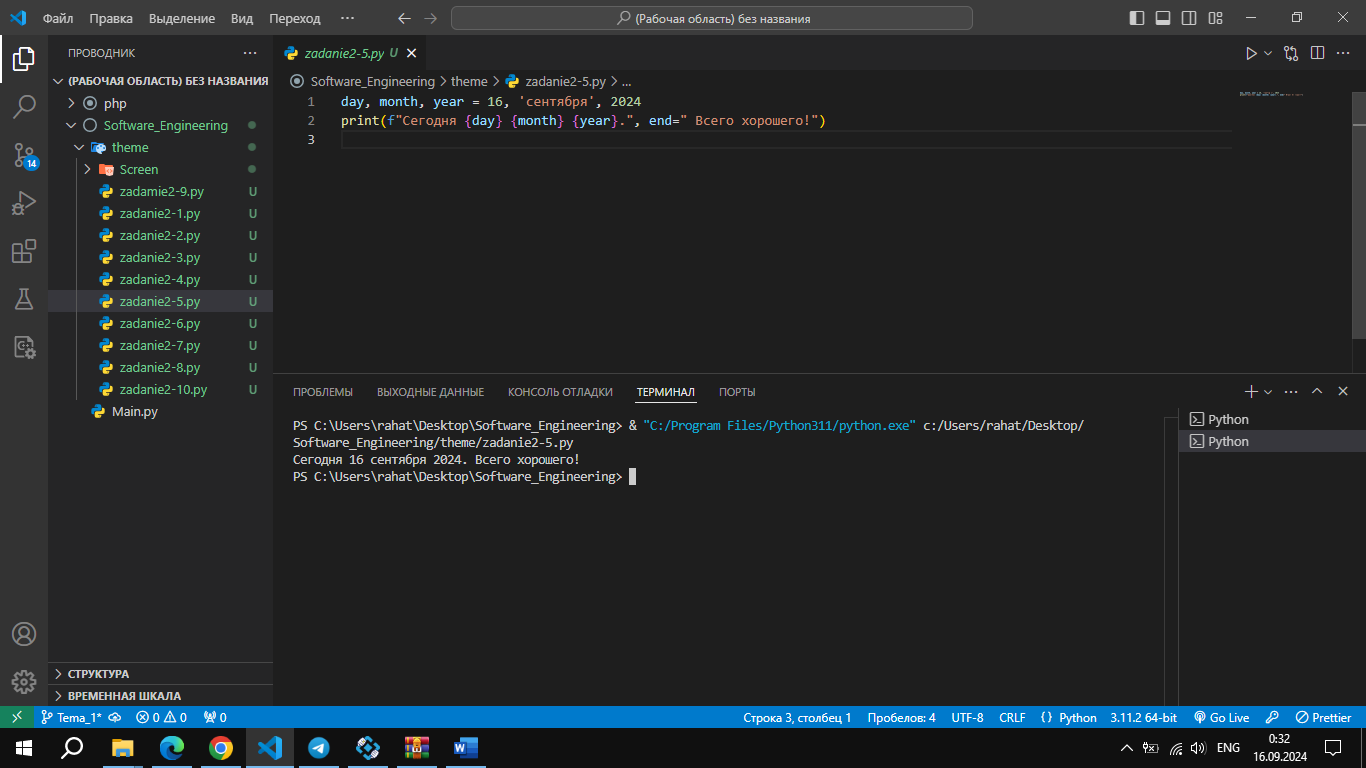 Файл Правка Выделение Вид Переход ··· (Рабочая область) без названия
ПРОВОДНИК ···
(РАБОЧАЯ ОБЛАСТЬ) БЕЗ НАЗВАНИЯ
php
Software_Engineering
theme
Screen
zadamie2-9.py U
zadanie2-1.py U
zadanie2-2.py U
zadanie2-3.py U
zadanie2-4.py U
zadanie2-5.py U
zadanie2-6.py U
zadanie2-7.py U
zadanie2-8.py U
zadanie2-10.py U
Main.py
СТРУКТУРА
ВРЕМЕННАЯ ШКАЛА
14
zadanie2-5.py U
Software_Engineering > theme > zadanie2-5.py > ...
1 day, month, year = 16, 'сентября', 2024
2 print(f"Сегодня {day} {month} {year}.", end=" Всего хорошего!")
3
ПРОБЛЕМЫ ВЫХОДНЫЕ ДАННЫЕ КОНСОЛЬ ОТЛАДКИ ТЕРМИНАЛ ПОРТЫ
PS C:\Users\rahat\Desktop\Software_Engineering> & "C:/Program Files/Python311/python.exe" c:/Users/rahat/Desktop/
Software_Engineering/theme/zadanie2-5.py
Сегодня 16 сентября 2024. Всего хорошего!
PS C:\Users\rahat\Desktop\Software_Engineering>
Python
Python
Tema_1* 0 0 0 Строка 3, столбец 1 Пробелов: 4 UTF-8 CRLF {} Python 3.11.2 64-bit Go Live Prettier
ENG 0:32
16.09.2024